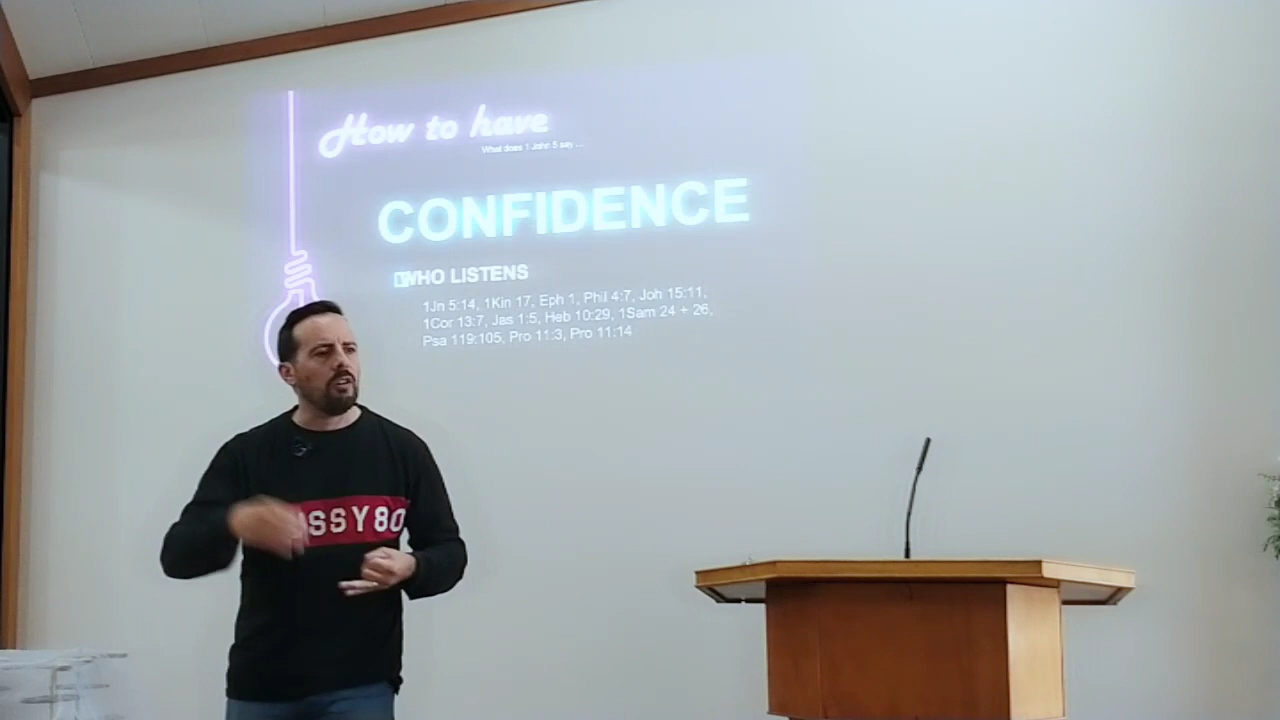 How to have
What does 1 John 5 say ...
CONFIDENCE
WHO LISTENS
1Jn 5:14, 1Kin 17, Eph 1, Phil 4:7, Joh 15:11,
1Cor 13:7, Jas 1:5, Heb 10:29, 1Sam 24 + 26,
Psa 119:105, Pro 11:3, Pro 11:14
SSY80